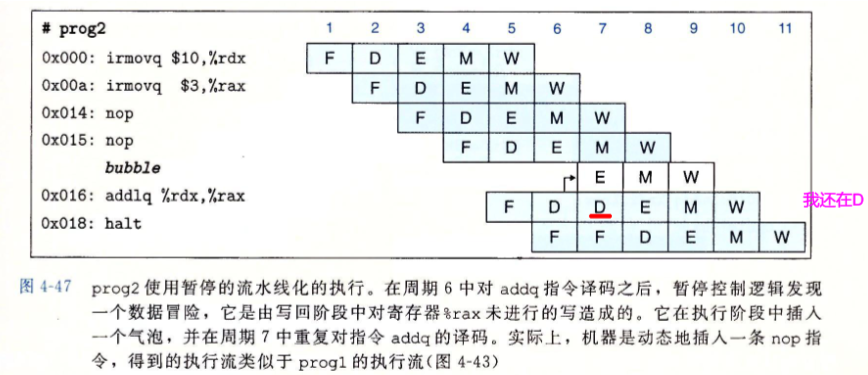 # prog2 1 2 3 4 5 6 7 8 9 10 11
0x000: irmovq $10,%rdx F D E M W
0x00a: irmovq $3,%rax F D E M W
0x014: nop F D E M W
0x015: nop F D E M W
bubble E M W
0x016: addlq %rdx,%rax F D D E M W 我还在D
0x018: halt F F D E M W
图 4-47 prog2 使用暂停的流水线化的执行。在周期 6 中对 addq 指令译码之后，暂停控制逻辑发现
一个数据冒险，它是由写回阶段中对寄存器%rax 未进行的写造成的。它在执行阶段中插入
一个气泡，并在周期 7 中重复对指令 addq 的译码。实际上，机器是动态地插入一条 nop 指
令，得到的执行流类似于 prog1 的执行流(图 4-43)